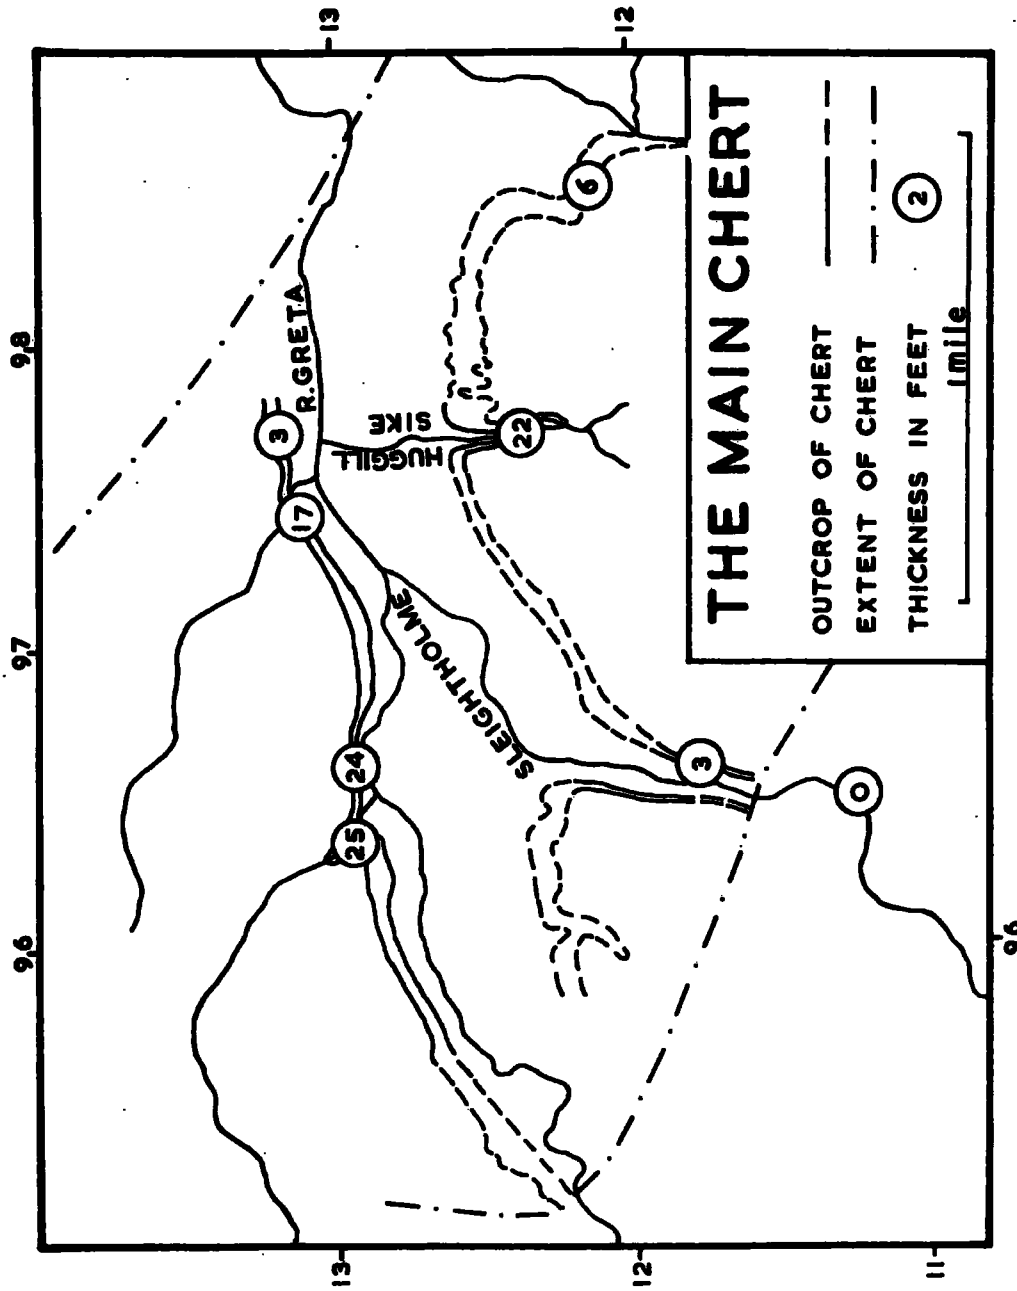 9,6
9,7
9,8
13
12
11
13
12
9,6
25
24
17
3
R. GRETA
HUGGILL
SIKE
22
6
SLEIGHTHOLME
3
0
THE MAIN CHERT
OUTCROP OF CHERT
EXTENT OF CHERT
THICKNESS IN FEET 2
1mile